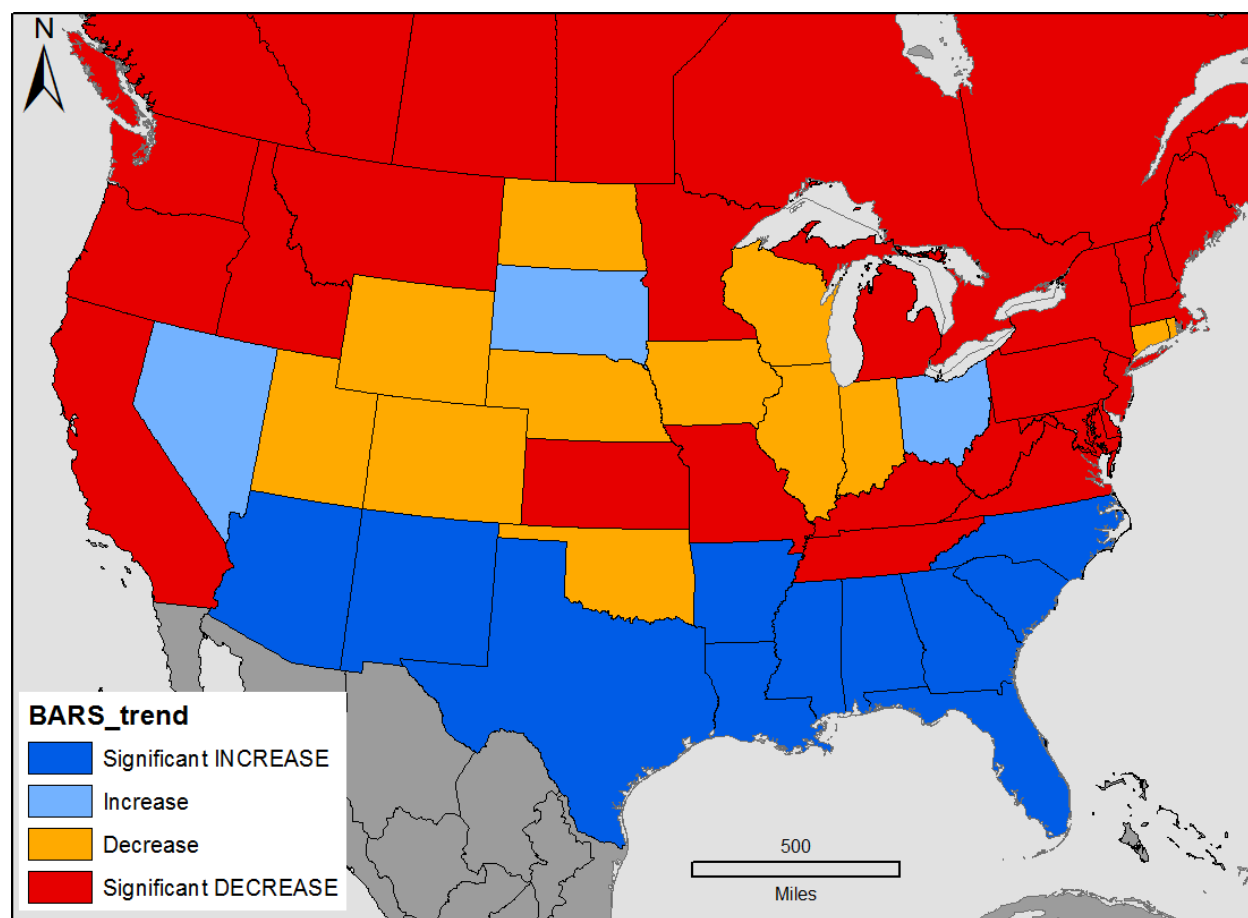 N
BARS_trend
Significant INCREASE
Increase
Decrease
Significant DECREASE
500
Miles